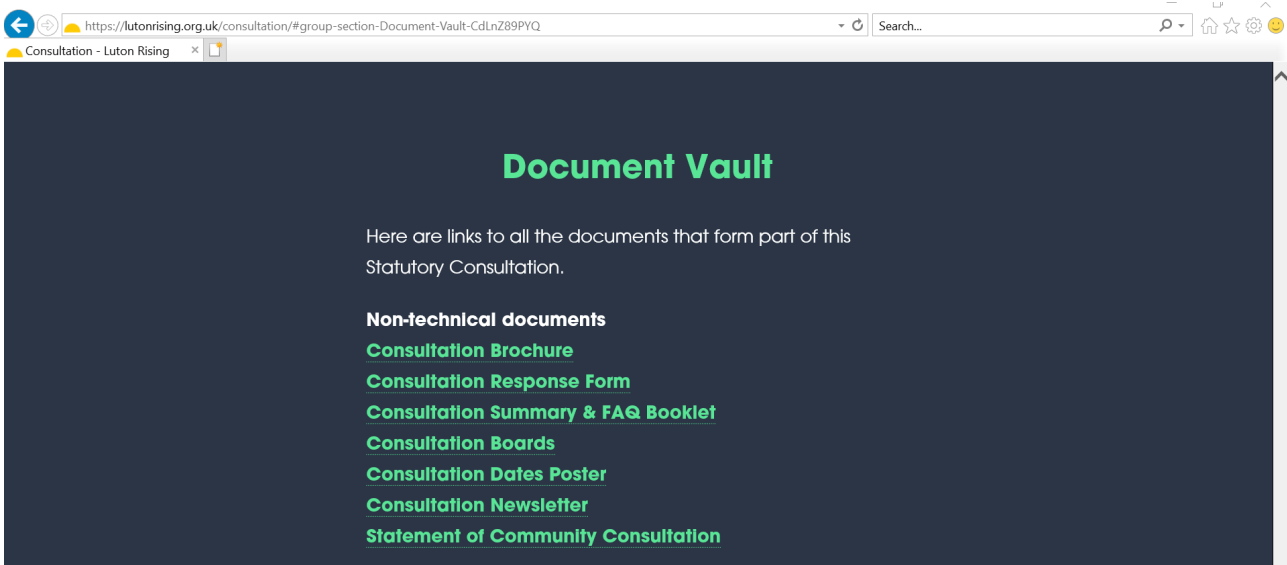 https://lutonrising.org.uk/consultation/#group-section-Document-Vault-CdLnZ89PYQ
Search...
Consultation - Luton Rising
Document Vault
Here are links to all the documents that form part of this
Statutory Consultation.
Non-technical documents
Consultation Brochure
Consultation Response Form
Consultation Summary & FAQ Booklet
Consultation Boards
Consultation Dates Poster
Consultation Newsletter
Statement of Community Consultation